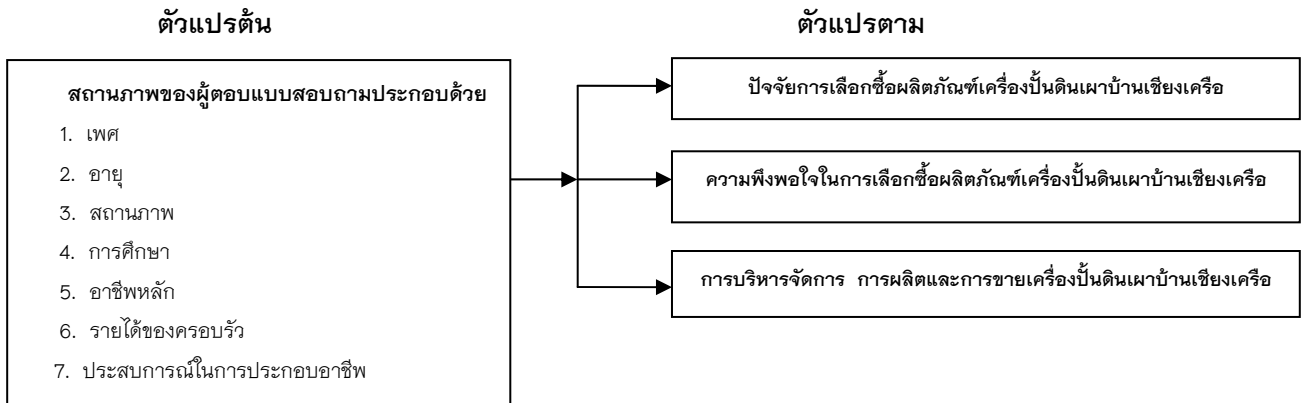 ตัวแปรต้น
ตัวแปรตาม
สถานภาพของผู้ตอบแบบสอบถามประกอบด้วย
1. เพศ
2. อายุ
3. สถานภาพ
4. การศึกษา
5. อาชีพหลัก
6. รายได้ของครอบรัว
7. ประสบการณ์ในการประกอบอาชีพ
ปัจจัยการเลือกซื้อผลิตภัณฑ์เครื่องปั้นดินเผาบ้านเชียงเครือ
ความพึงพอใจในการเลือกซื้อผลิตภัณฑ์เครื่องปั้นดินเผาบ้านเชียงเครือ
การบริหารจัดการ การผลิตและการขายเครื่องปั้นดินเผาบ้านเชียงเครือ